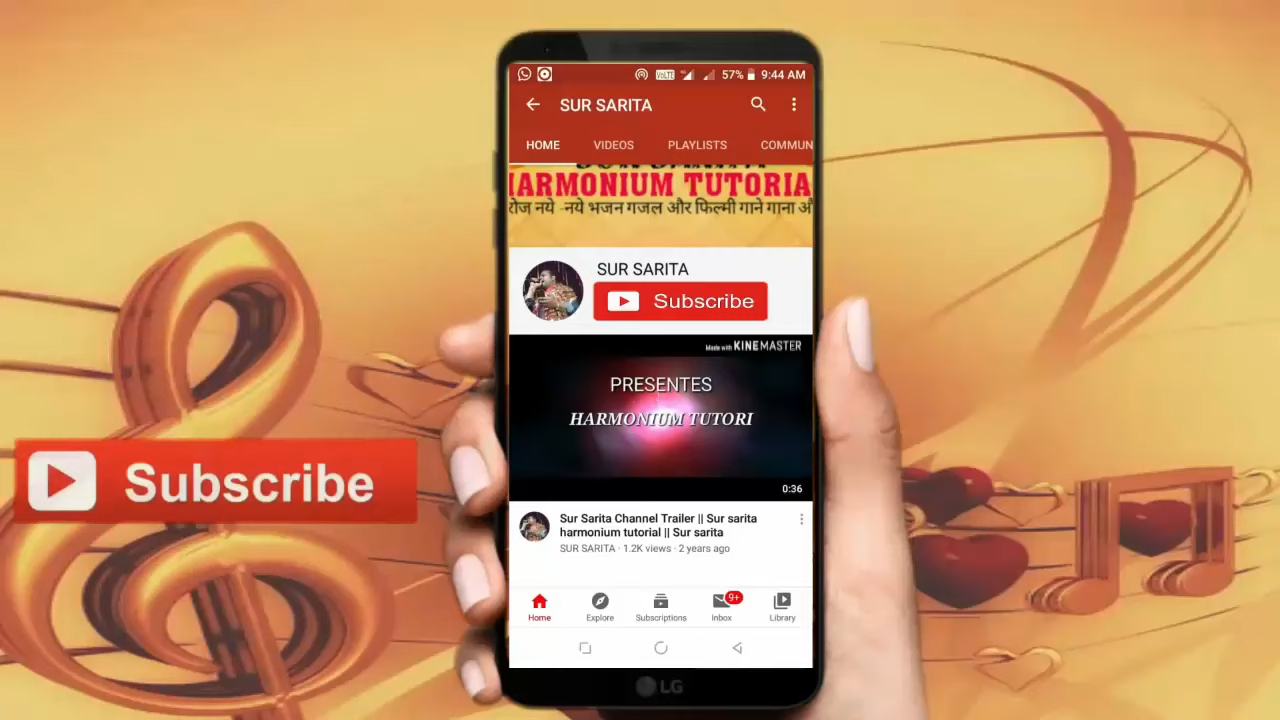 VoLTE 57% 9:44 AM
SUR SARITA
HOME VIDEOS PLAYLISTS COMMUN
HARMONIUM TUTORIA
रोज नये -नये भजन गजल और फिल्मी गाने गाना औ
SUR SARITA
Subscribe
Made with KINEMASTER
PRESENTES
HARMONIUM TUTORI
0:36
Subscribe
Sur Sarita Channel Trailer || Sur sarita
harmonium tutorial || Sur sarita
SUR SARITA · 1.2K views · 2 years ago
9+
Home Explore Subscriptions Inbox Library
LG